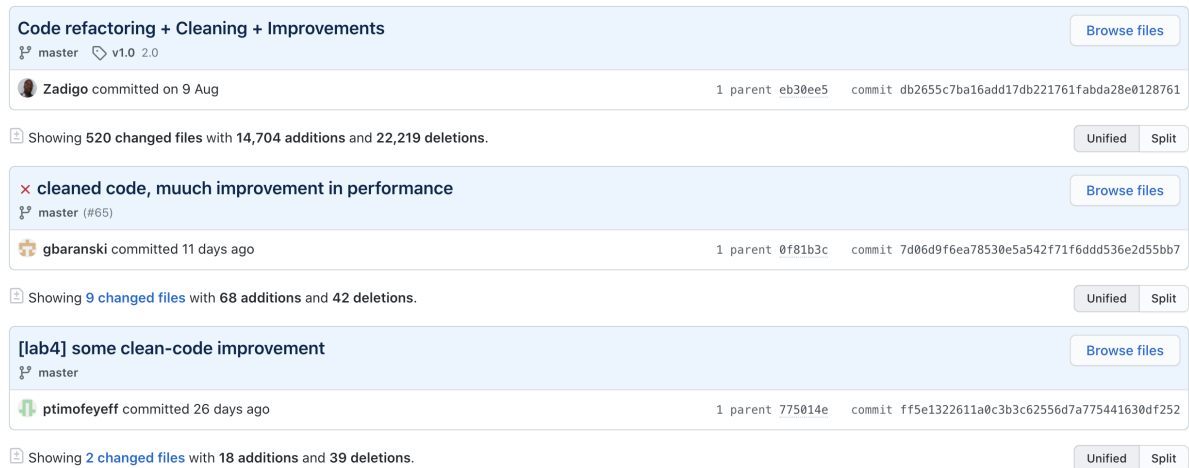 Code refactoring + Cleaning + Improvements
Browse files
master v1.0 2.0
Zadigo committed on 9 Aug
1 parent eb30ee5 commit db2655c7ba16add17db221761fabda28e0128761
Showing 520 changed files with 14,704 additions and 22,219 deletions.
Unified Split
cleaned code, muuch improvement in performance
Browse files
master (#65)
gbaranski committed 11 days ago
1 parent 0f81b3c commit 7d06d9f6ea78530e5a542f71f6ddd536e2d55bb7
Showing 9 changed files with 68 additions and 42 deletions.
Unified Split
[lab4] some clean-code improvement
Browse files
master
ptimofeyeff committed 26 days ago
1 parent 775014e commit ff5e1322611a0c3b3c62556d7a775441630df252
Showing 2 changed files with 18 additions and 39 deletions.
Unified Split